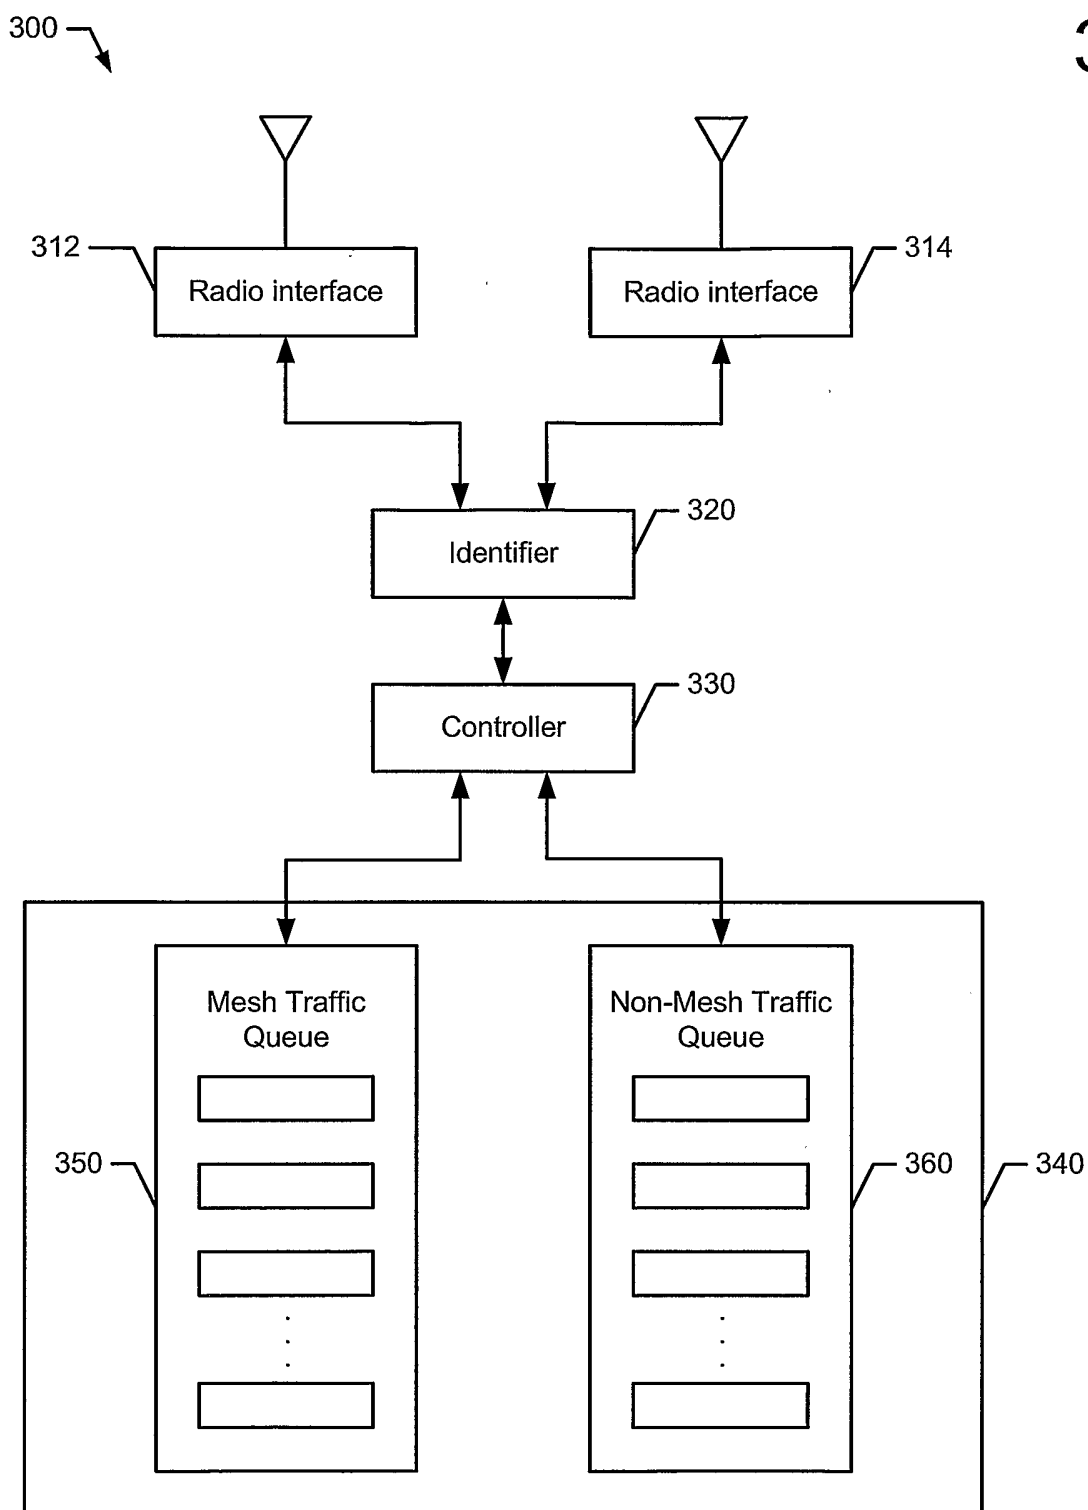 300
312
Radio interface
Radio interface
314
320
Identifier
330
Controller
Mesh Traffic
Queue
Non-Mesh Traffic
Queue
350
360
340